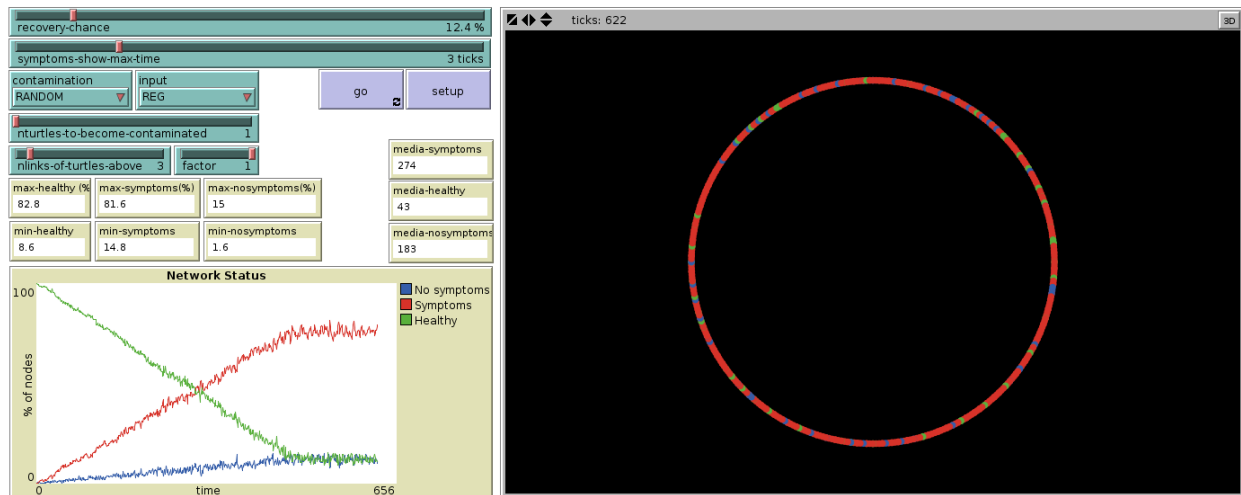 recovery-chance 12.4 %
symptoms-show-max-time 3 ticks
contamination
RANDOM
input
REG
go
setup
nturtles-to-become-contaminated 1
nlinks-of-turtles-above 3
factor 1
media-symptoms
274
max-healthy (%
82.8
max-symptoms(%)
81.6
max-nosymptoms(%)
15
media-healthy
43
min-healthy
8.6
min-symptoms
14.8
min-nosymptoms
1.6
media-nosymptoms
183
Network Status
100
% of nodes
0
0
time
656
No symptoms
Symptoms
Healthy
ticks: 622
3D